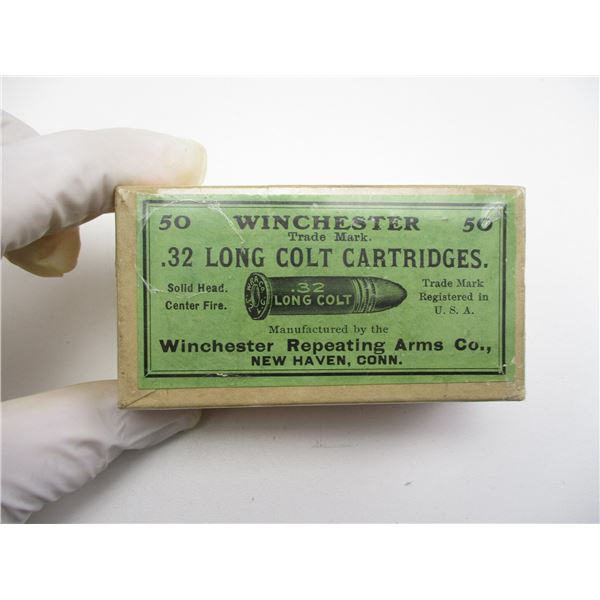 50 WINCHESTER 50
Trade Mark.
.32 LONG COLT CARTRIDGES.
Solid Head.
Center Fire.
.32
LONG COLT
Trade Mark
Registered in
U. S. A.
Manufactured by the
Winchester Repeating Arms Co.,
NEW HAVEN, CONN.